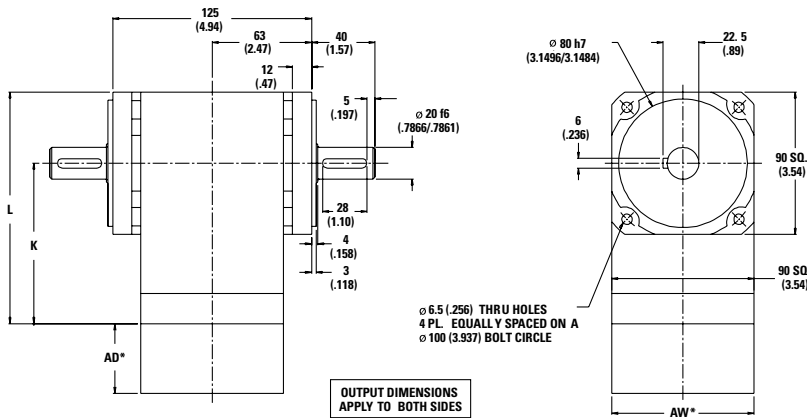 125
(4.94)
63
(2.47)
40
(1.57)
12
(.47)
5
(.197)
Ø 20 f6
(.7866/.7861)
L
K
28
(1.10)
4
(.158)
3
(.118)
AD*
OUTPUT DIMENSIONS
APPLY TO BOTH SIDES
Ø 80 h7
(3.1496/3.1484)
22. 5
(.89)
6
(.236)
90 SQ.
(3.54)
90 SQ.
(3.54)
Ø 6.5 (.256) THRU HOLES
4 PL. EQUALLY SPACED ON A
Ø 100 (3.937) BOLT CIRCLE
AW*